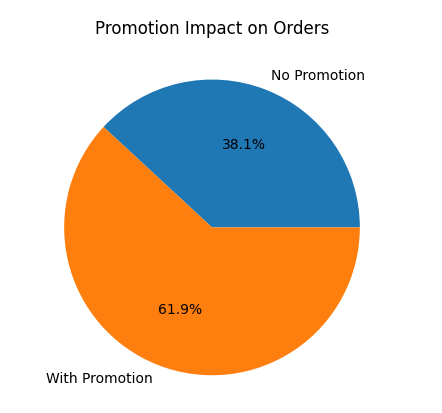 Promotion Impact on Orders
No Promotion
38.1%
61.9%
With Promotion